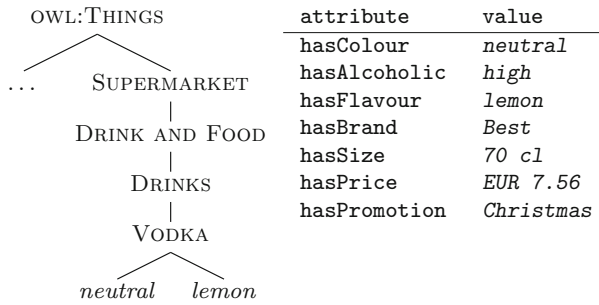 OWL:THINGS
... SUPERMARKET
DRINK AND FOOD
DRINKS
VODKA
neutral lemon
attribute value
hasColour neutral
hasAlcoholic high
hasFlavour lemon
hasBrand Best
hasSize 70 cl
hasPrice EUR 7.56
hasPromotion Christmas